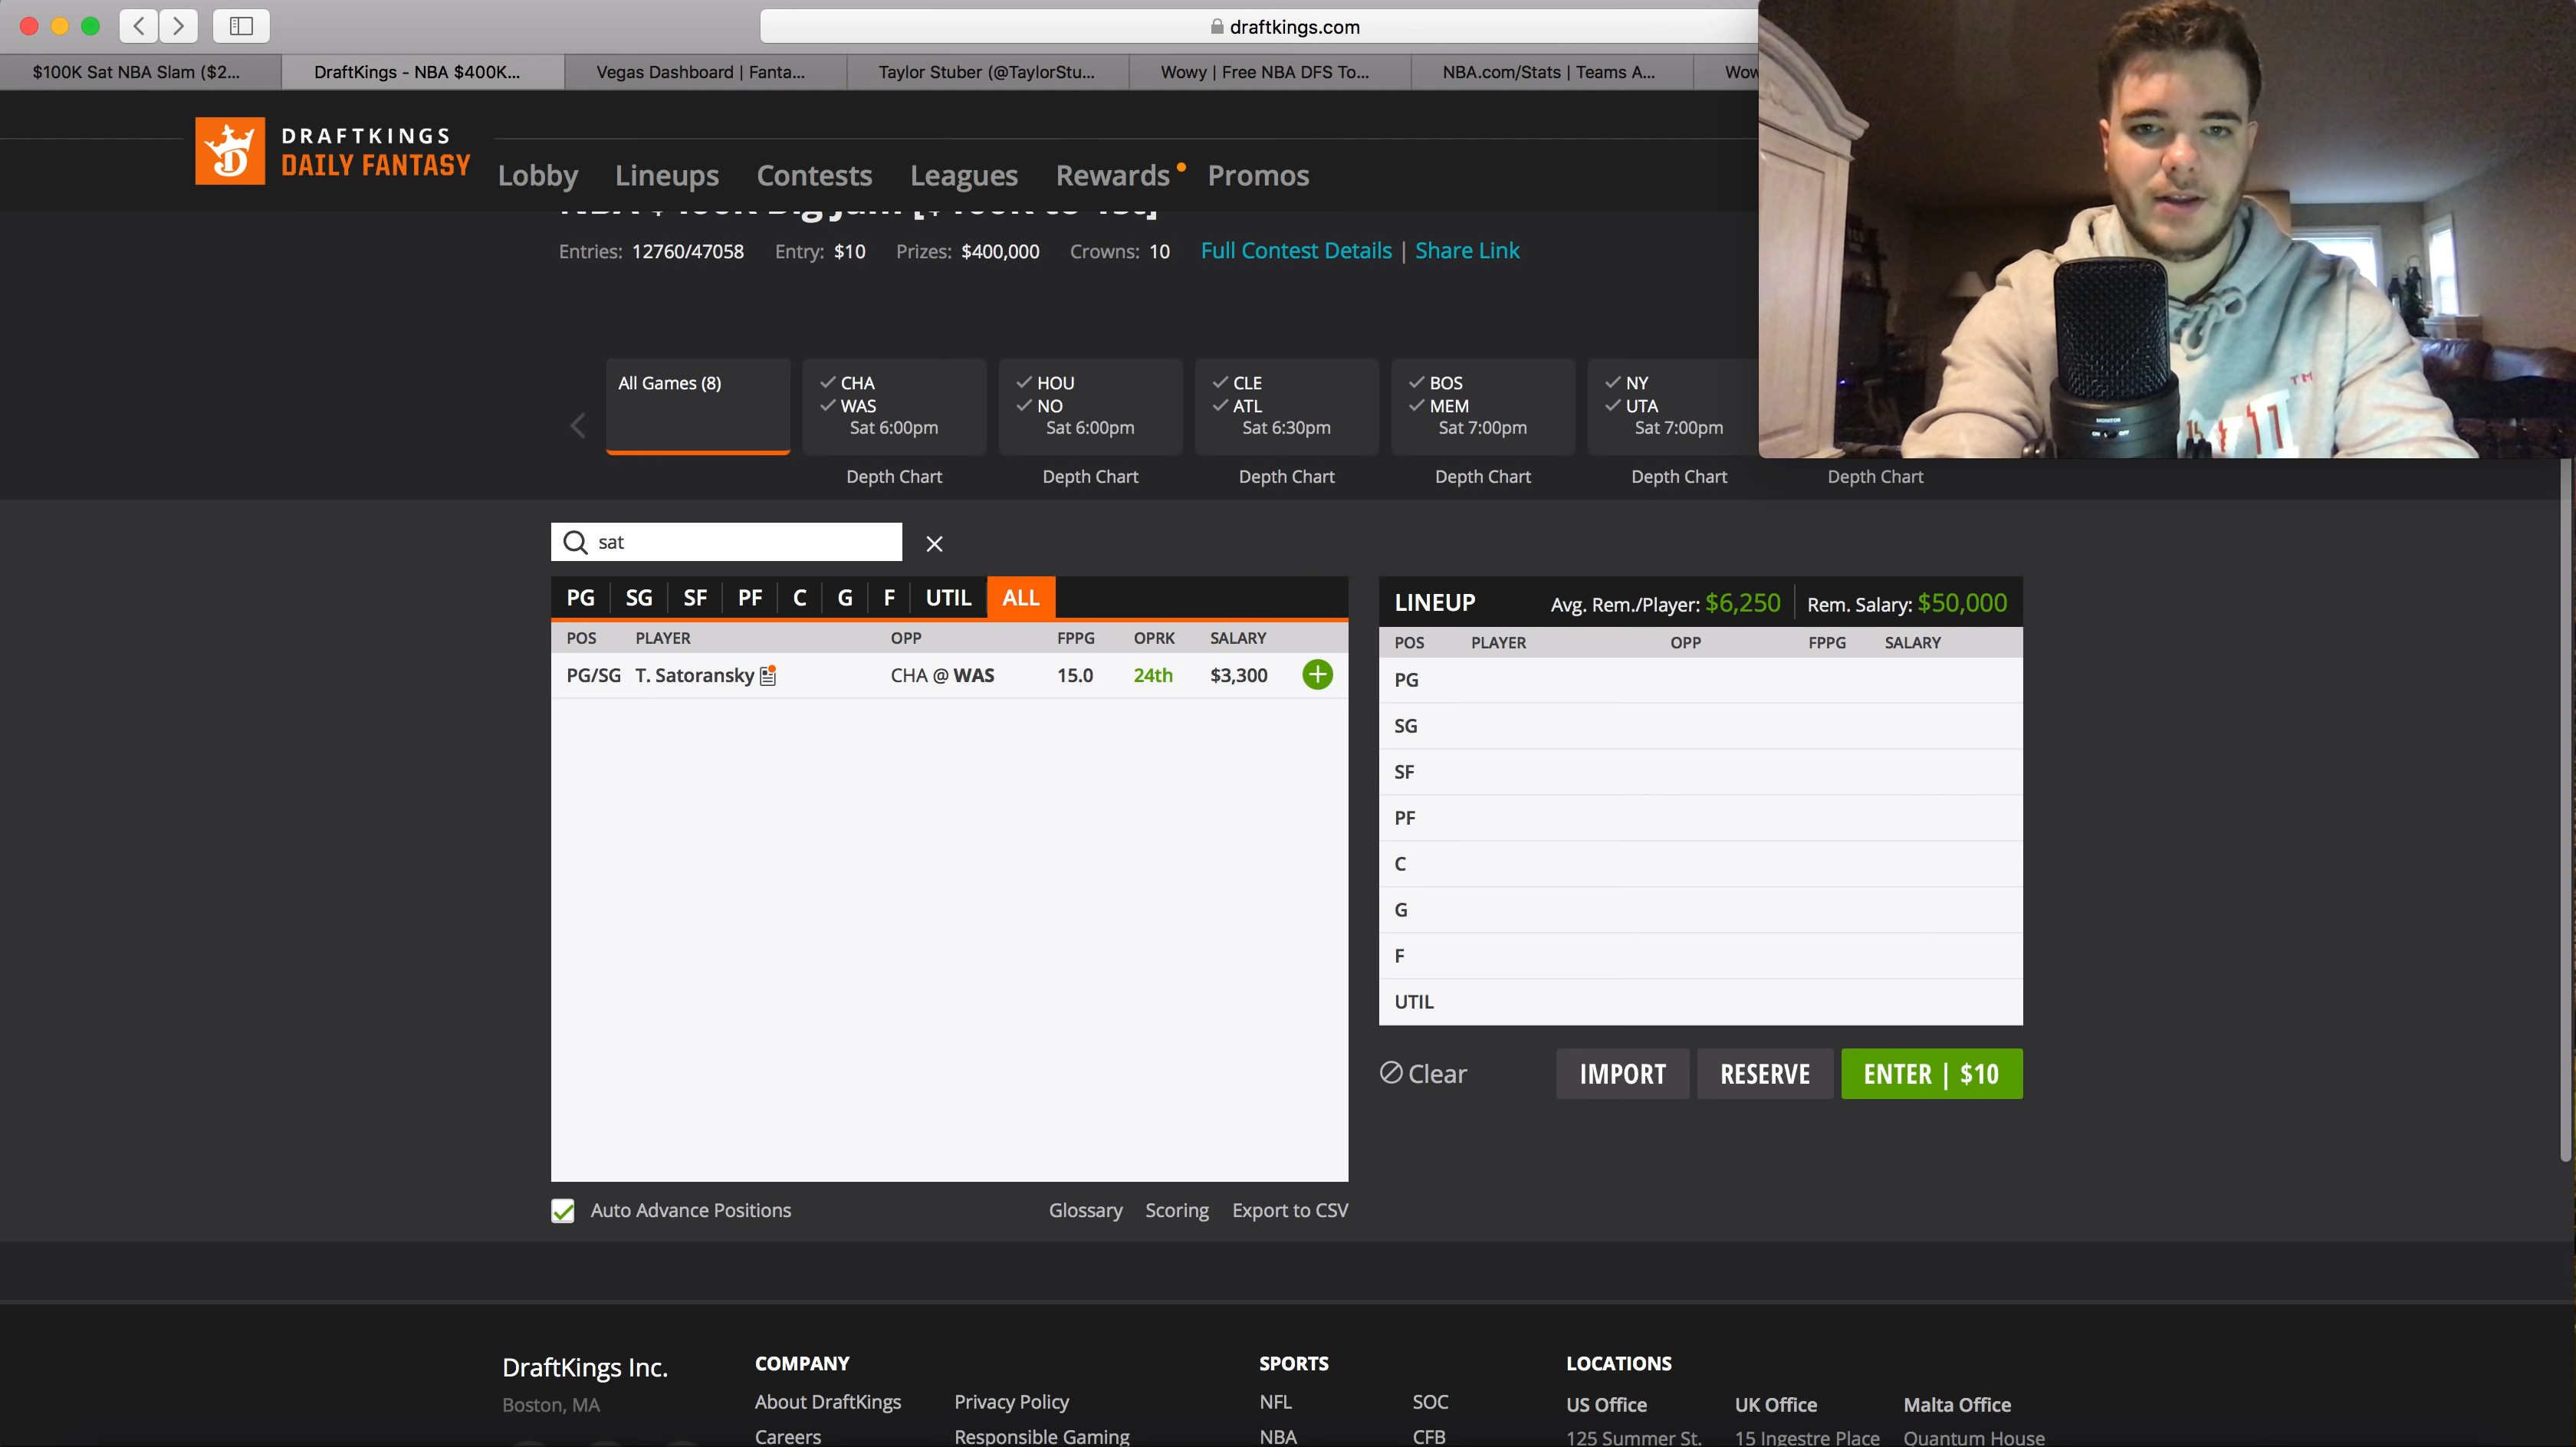 draftkings.com
$100K Sat NBA Slam ($2...
DraftKings - NBA $400K...
Vegas Dashboard | Fanta...
Taylor Stuber (@TaylorStu...
Wowy | Free NBA DFS To...
NBA.com/Stats | Teams A...
Wow
DRAFTKINGS
DAILY FANTASY
Lobby Lineups Contests Leagues Rewards Promos
Entries: 12760/47058 Entry: $10 Prizes: $400,000 Crowns: 10 Full Contest Details | Share Link
All Games (8)
CHA
WAS
Sat 6:00pm
HOU
NO
Sat 6:00pm
CLE
ATL
Sat 6:30pm
BOS
MEM
Sat 7:00pm
NY
UTA
Sat 7:00pm
Depth Chart Depth Chart Depth Chart Depth Chart Depth Chart Depth Chart
sat
PG SG SF PF C G F UTIL ALL
POS PLAYER OPP FPPG OPRK SALARY
PG/SG T. Satoransky CHA @ WAS 15.0 24th $3,300
LINEUP Avg. Rem./Player: $6,250 Rem. Salary: $50,000
POS PLAYER OPP FPPG SALARY
PG
SG
SF
PF
C
G
F
UTIL
Clear IMPORT RESERVE ENTER | $10
Auto Advance Positions Glossary Scoring Export to CSV
DraftKings Inc.
Boston, MA
COMPANY
About DraftKings Privacy Policy
Careers Responsible Gaming
SPORTS
NFL SOC
NBA CFB
LOCATIONS
US Office UK Office Malta Office
125 Summer St. 15 Ingestre Place Quantum House